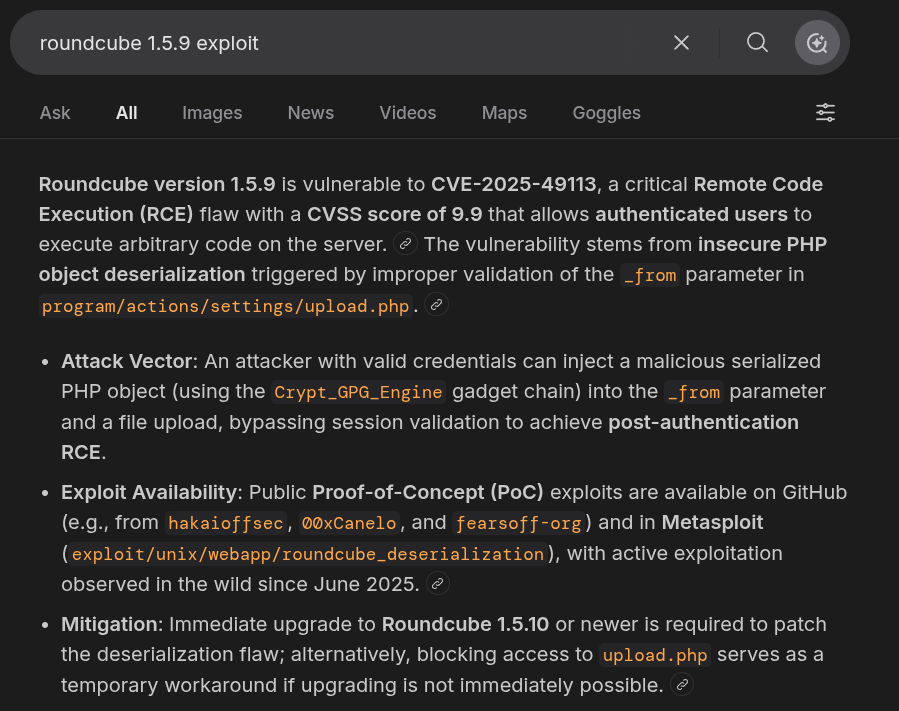 roundcube 1.5.9 exploit
Ask All Images News Videos Maps Goggles
Roundcube version 1.5.9 is vulnerable to CVE-2025-49113, a critical Remote Code
Execution (RCE) flaw with a CVSS score of 9.9 that allows authenticated users to
execute arbitrary code on the server. The vulnerability stems from insecure PHP
object deserialization triggered by improper validation of the _from parameter in
program/actions/settings/upload.php.
• Attack Vector: An attacker with valid credentials can inject a malicious serialized
PHP object (using the Crypt_GPG_Engine gadget chain) into the _from parameter
and a file upload, bypassing session validation to achieve post-authentication
RCE.
• Exploit Availability: Public Proof-of-Concept (PoC) exploits are available on GitHub
(e.g., from hakaioffsec, 00xCanelo, and fearsoff-org) and in Metasploit
(exploit/unix/webapp/roundcube_deserialization), with active exploitation
observed in the wild since June 2025.
• Mitigation: Immediate upgrade to Roundcube 1.5.10 or newer is required to patch
the deserialization flaw; alternatively, blocking access to upload.php serves as a
temporary workaround if upgrading is not immediately possible.